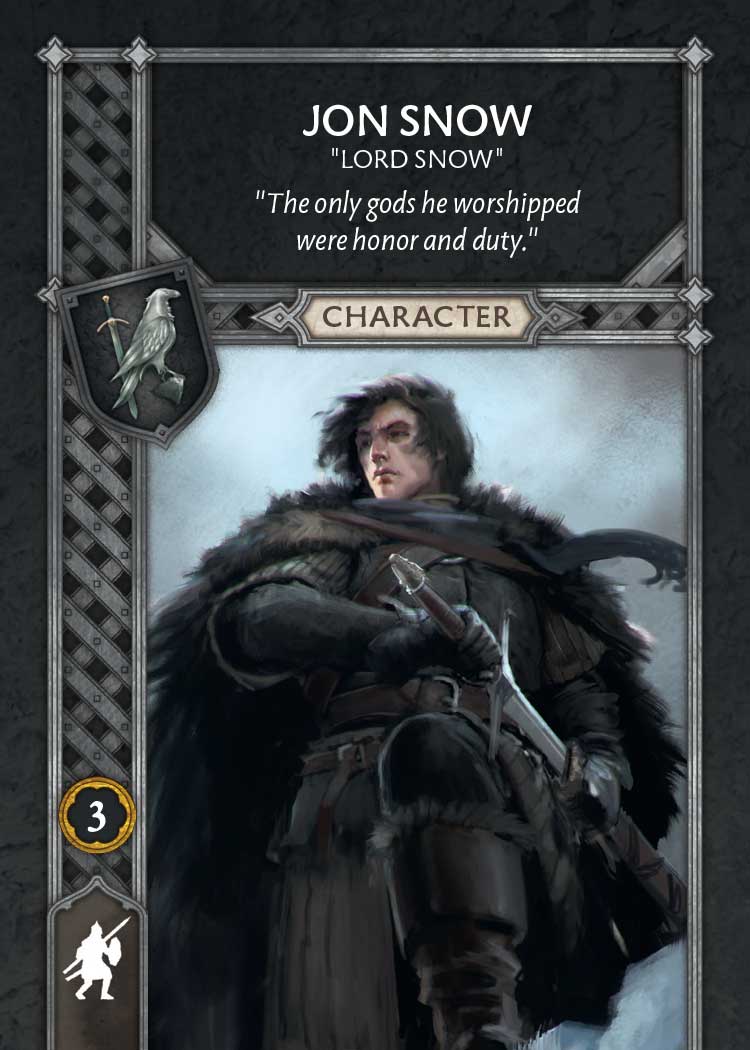 JON SNOW
"LORD SNOW"
"The only gods he worshipped
were honor and duty."
CHARACTER
3